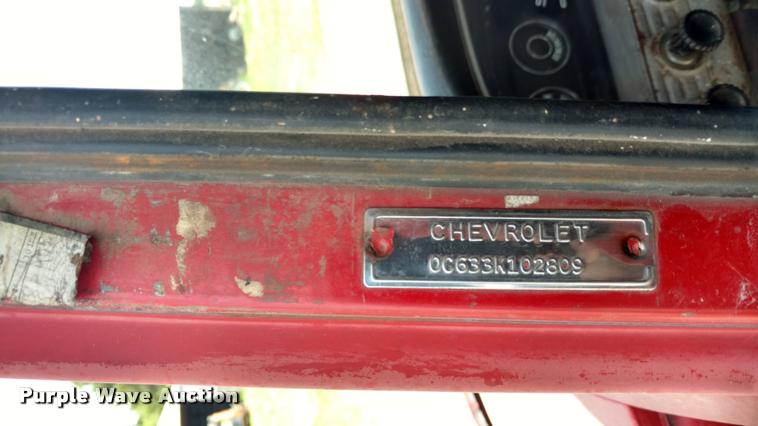 CHEVROLET
0C633K102809
Purple Wave Auction